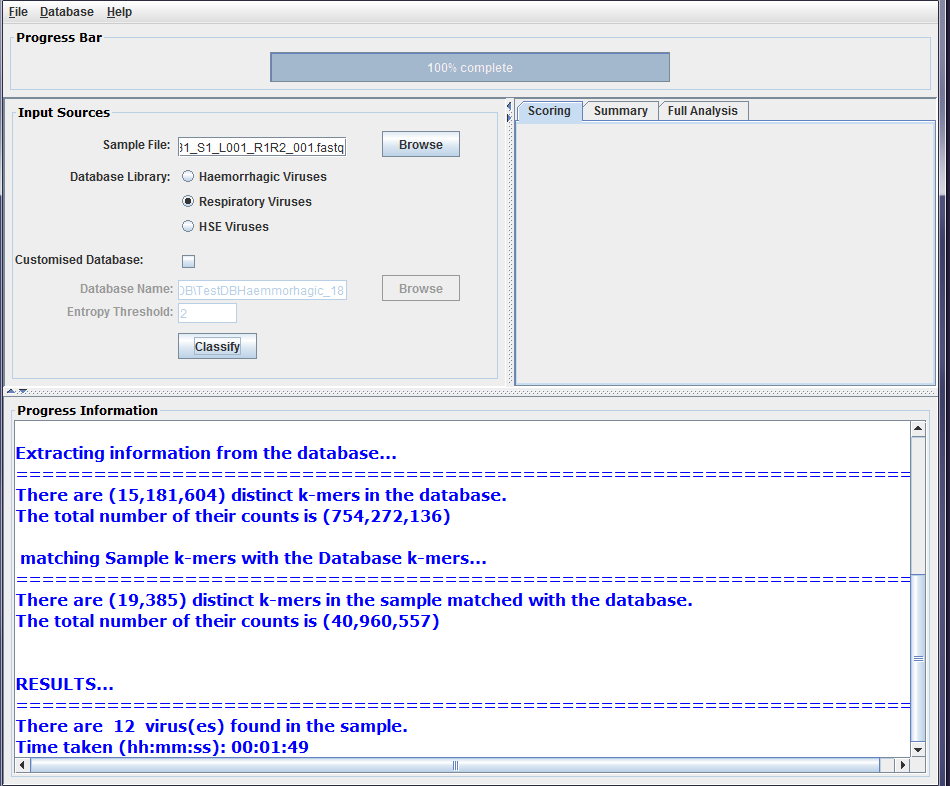 File Database Help
Progress Bar
100% complete
Input Sources
Sample File: 31_S1_L001_R1R2_001.fastq Browse
Database Library: Haemorrhagic Viruses
Respiratory Viruses
HSE Viruses
Customised Database:
Database Name: DB\TestDBHaemmorhagic_18 Browse
Entropy Threshold: 2
Classify
Scoring Summary Full Analysis
Progress Information
Extracting information from the database...
==========================================================================
There are (15,181,604) distinct k-mers in the database.
The total number of their counts is (754,272,136)
matching Sample k-mers with the Database k-mers...
==========================================================================
There are (19,385) distinct k-mers in the sample matched with the database.
The total number of their counts is (40,960,557)
RESULTS...
==========================================================================
There are  12  virus(es) found in the sample.
Time taken (hh:mm:ss): 00:01:49